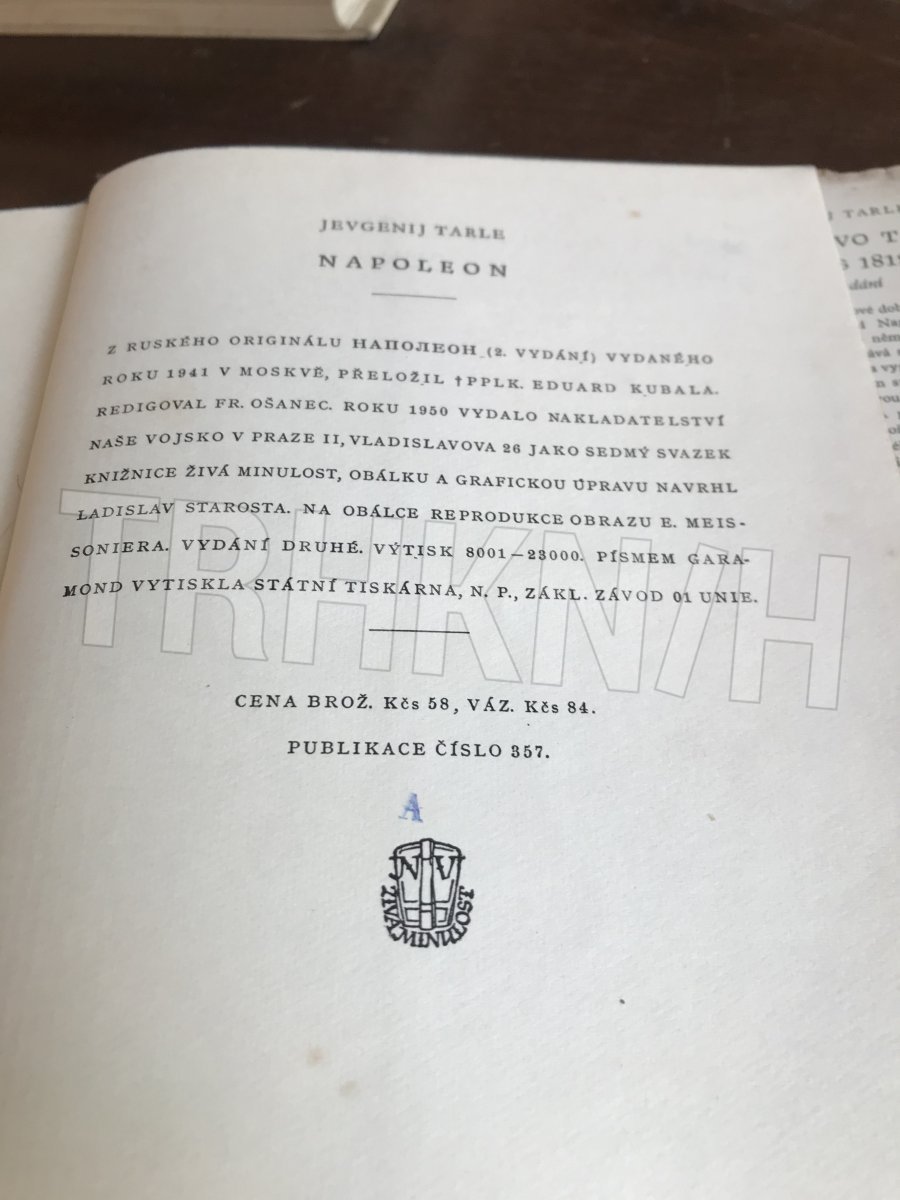 JEVGENIJ TARLE
NAPOLEON
Z RUSKÉHO ORIGINÁLU НАПОЛЕОН (2. VYDÁNÍ) VYDANÉHO
ROKU 1941 V MOSKVĚ, PŘELOŽIL †PPLK. EDUARD KUBALA.
REDIGOVAL FR. OŠANEC. ROKU 1950 VYDALO NAKLADATELSTVÍ
NAŠE VOJSKO V PRAZE II, VLADISLAVOVA 26 JAKO SEDMÝ SVAZEK
KNIŽNICE ŽIVÁ MINULOST, OBÁLKU A GRAFICKOU ÚPRAVU NAVRHL
LADISLAV STAROSTA. NA OBÁLCE REPRODUKCE OBRAZU E. MEIS-
SONIERA. VYDÁNÍ DRUHÉ. VÝTISK 8001—23000. PÍSMEM GARA-
MOND VYTISKLA STÁTNÍ TISKÁRNA, N. P., ZÁKL. ZÁVOD 01 UNIE.
TRHKNIH
CENA BROŽ. Kčs 58, VÁZ. Kčs 84.
PUBLIKACE ČÍSLO 357.
A
NV
ŽIVÁ MINULOST
TARLE